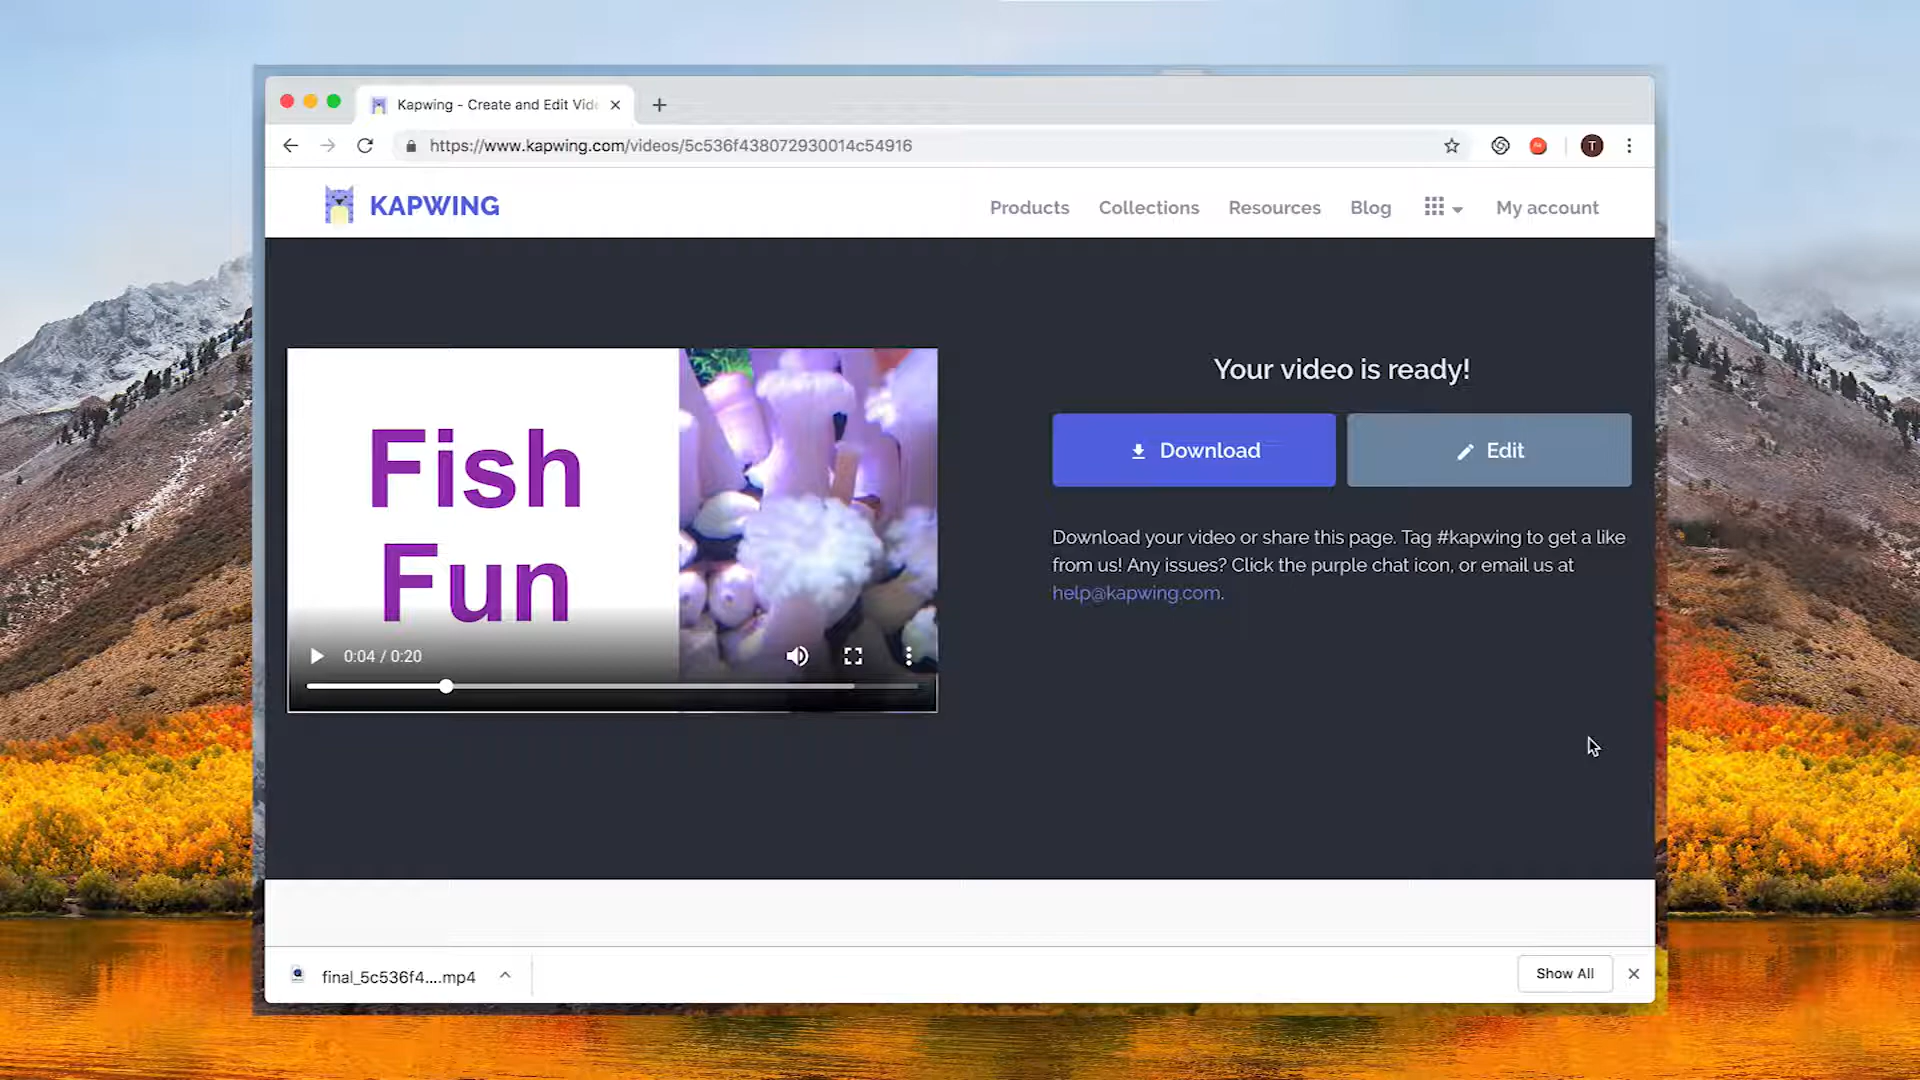 Kapwing - Create and Edit Vide
https://www.kapwing.com/videos/5c536f438072930014c54916
T
KAPWING
Products
Collections
Resources
Blog
My account
Fish
Fun
0:04 / 0:20
Your video is ready!
Download
Edit
Download your video or share this page. Tag #kapwing to get a like
from us! Any issues? Click the purple chat icon, or email us at
help@kapwing.com.
final_5c536f4....mp4
Show All